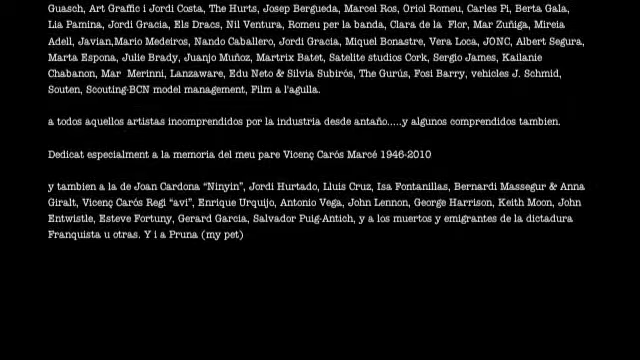 Guasch, Art Graffic i Jordi Costa, The Hurts, Josep Bergueda, Marcel Ros, Oriol Romeu, Carles Pi, Berta Gala,
Lia Pamina, Jordi Gracia, Els Dracs, Nil Ventura, Romeu per la banda, Clara de la  Flor, Mar Zuñiga, Mireia
Adell, Javian,Mario Medeiros, Nando Caballero, Jordi Gracia, Miquel Bonastre, Vera Loca, JONC, Albert Segura,
Marta Espona, Julie Brady, Juanjo Muñoz, Martrix Batet, Satelite studios Cork, Sergio James, Kailanie
Chabanon, Mar  Merinni, Lanzaware, Edu Neto & Silvia Subirós, The Gurús, Fosi Barry, vehicles J. Schmid,
Souten, Scouting-BCN model management, Film a l'agulla.
a todos aquellos artistas incomprendidos por la industria desde antaño.....y algunos comprendidos tambien.
Dedicat especialment a la memoria del meu pare Vicenç Carós Marcé 1946-2010
y tambien a la de Joan Cardona “Ninyin”, Jordi Hurtado, Lluis Cruz, Isa Fontanillas, Bernardi Massegur & Anna
Giralt, Vicenç Carós Regi “avi”, Enrique Urquijo, Antonio Vega, John Lennon, George Harrison, Keith Moon, John
Entwistle, Esteve Fortuny, Gerard Garcia, Salvador Puig-Antich, y a los muertos y emigrantes de la dictadura
Franquista u otras. Y i a Pruna (my pet)